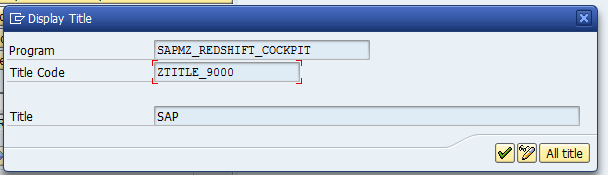 Display Title
Program SAPMZ_REDSHIFT_COCKPIT
Title Code ZTITLE_9000
Title SAP
All title